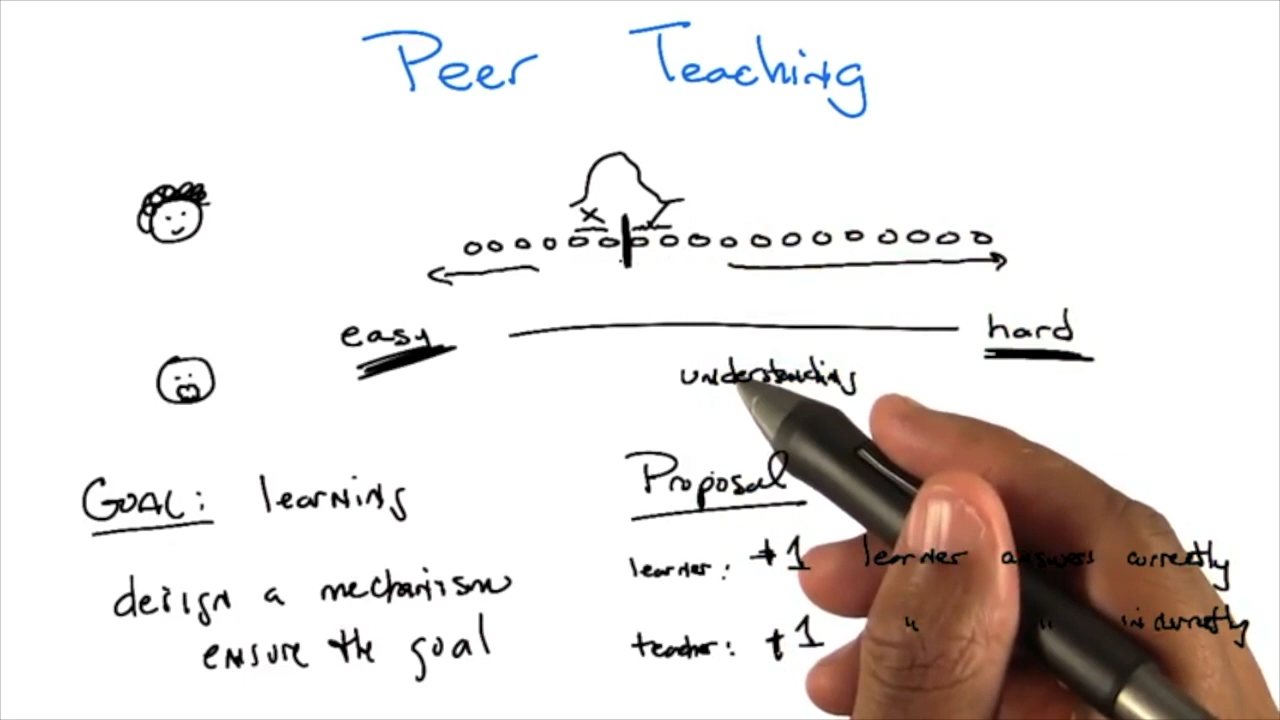 Peer Teaching
x
easy hard
understanding
GOAL: learning
design a mechanism
ensure the goal
Proposal
learner: +1 learner answers correctly
teacher: +1 " " incorrectly